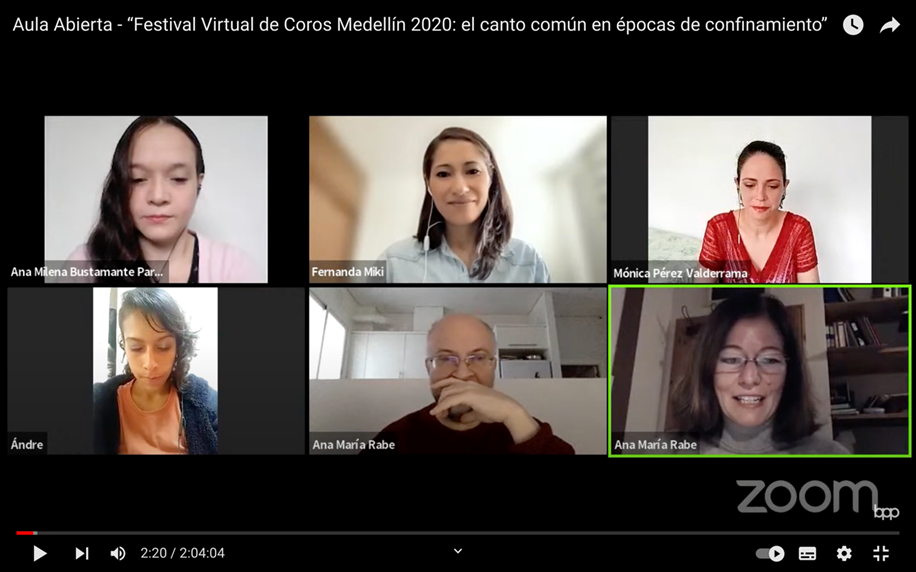 Aula Abierta - “Festival Virtual de Coros Medellín 2020: el canto común en épocas de confinamiento”
Ana Milena Bustamante Par...
Fernanda Miki
Mónica Pérez Valderrama
Ándre
Ana María Rabe
Ana María Rabe
zoom
bpp
2:20 / 2:04:04